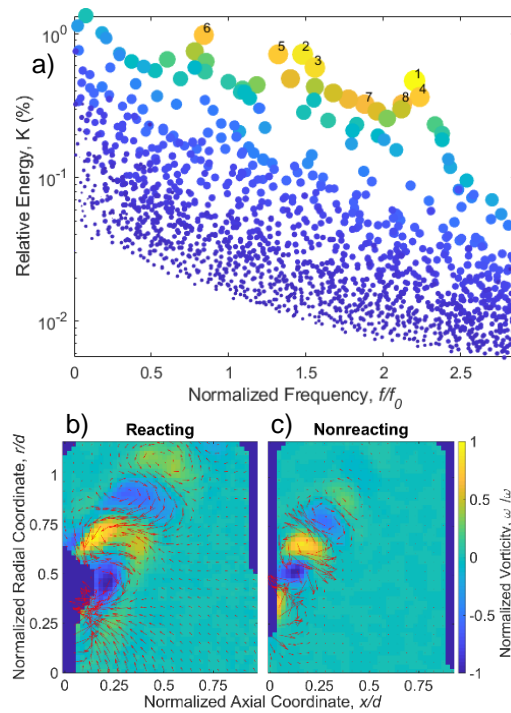 a)
Relative Energy, K (%)
10^0
10^-1
10^-2
6
5
2
3
1
4
7
8
0 0.5 1 1.5 2 2.5
Normalized Frequency, f/f_0
b) Reacting
c) Nonreacting
Normalized Radial Coordinate, r/d
1
0.75
0.5
0.25
0
0 0.25 0.5 0.75
0 0.25 0.5 0.75
Normalized Axial Coordinate, x/d
1
0.5
0
-0.5
-1
Normalized Vorticity, ω /ω